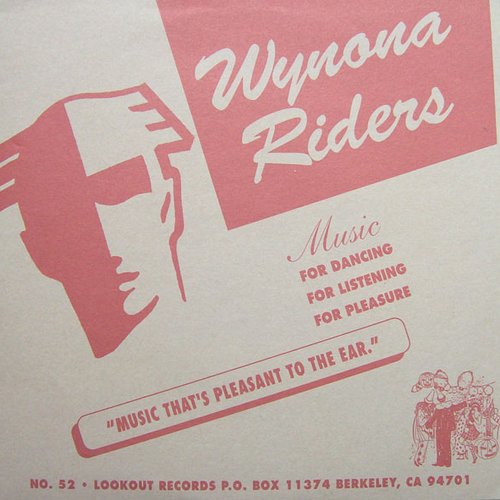 Wynona
Riders
Music
FOR DANCING
FOR LISTENING
FOR PLEASURE
"MUSIC THAT'S PLEASANT TO THE EAR."
NO. 52 • LOOKOUT RECORDS P.O. BOX 11374 BERKELEY, CA 94701